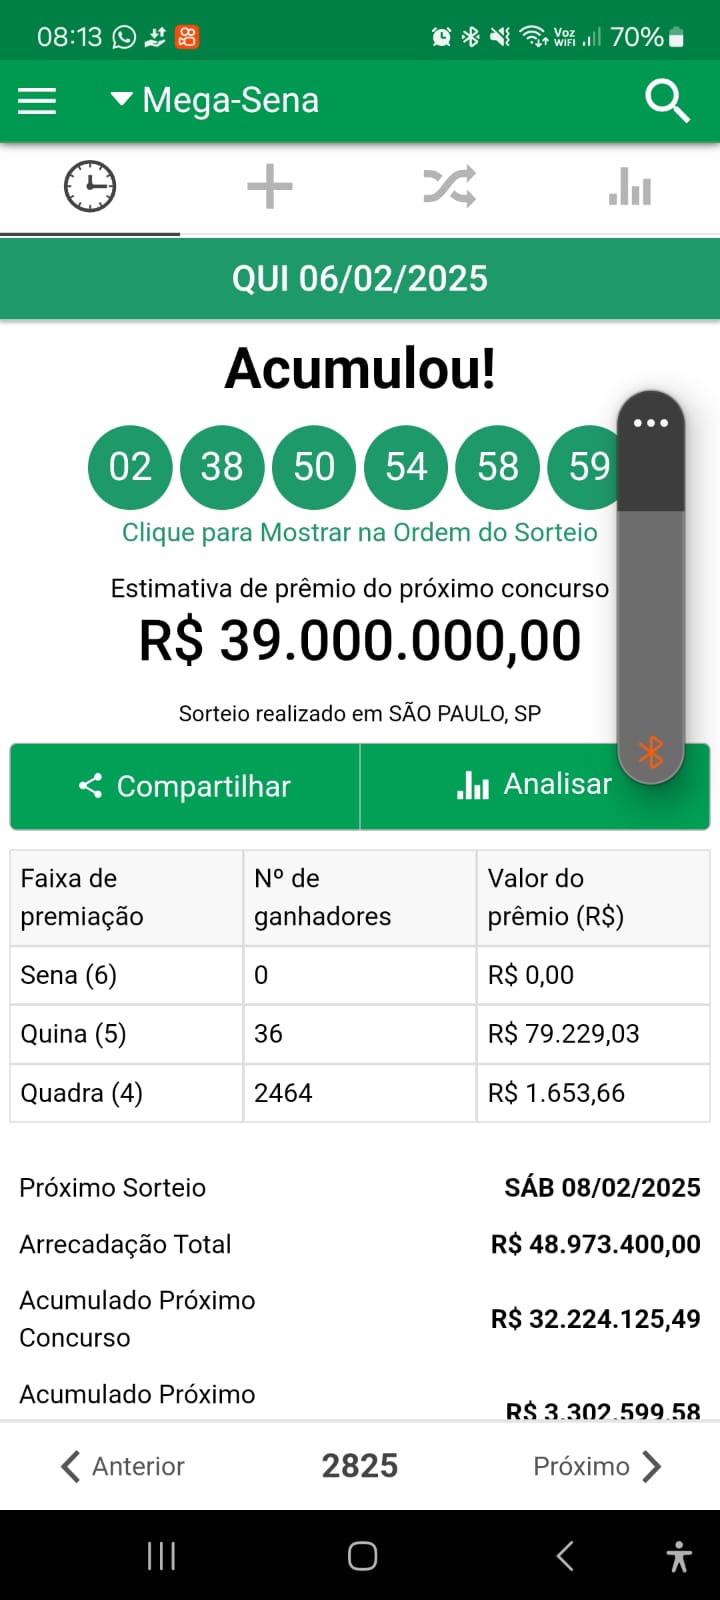 08:13
Voz WiFi 70%
Mega-Sena
QUI 06/02/2025
Acumulou!
02 38 50 54 58 59
Clique para Mostrar na Ordem do Sorteio
Estimativa de prêmio do próximo concurso
R$ 39.000.000,00
Sorteio realizado em SÃO PAULO, SP
Compartilhar Analisar
Faixa de premiação Nº de ganhadores Valor do prêmio (R$)
Sena (6) 0 R$ 0,00
Quina (5) 36 R$ 79.229,03
Quadra (4) 2464 R$ 1.653,66
Próximo Sorteio SÁB 08/02/2025
Arrecadação Total R$ 48.973.400,00
Acumulado Próximo
Concurso R$ 32.224.125,49
Acumulado Próximo R$ 3.302.599,58
Anterior 2825 Próximo